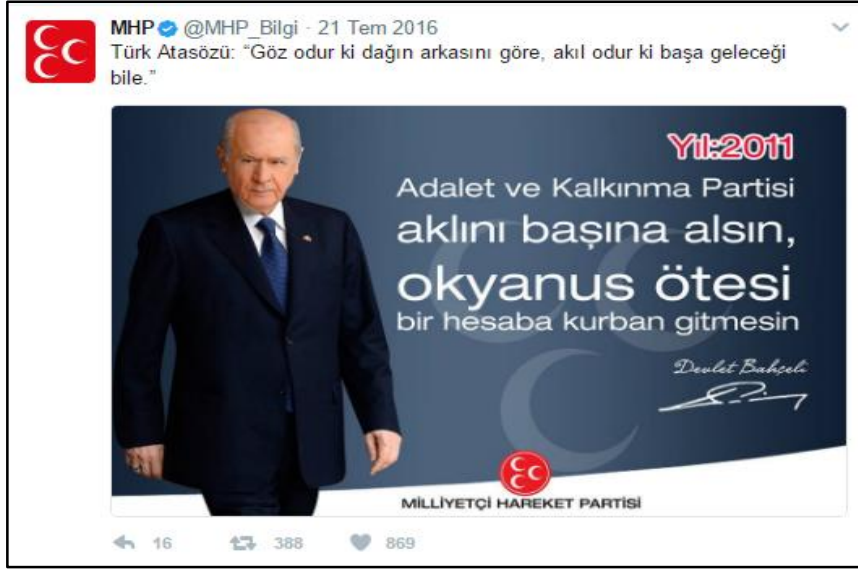 MHP @MHP_Bilgi · 21 Tem 2016
Türk Atasözü: “Göz odur ki dağın arkasını göre, akıl odur ki başa geleceği
bile.”
Yıl:2011
Adalet ve Kalkınma Partisi
aklını başına alsın,
okyanus ötesi
bir hesaba kurban gitmesin
Devlet Bahçeli
MİLLİYETÇİ HAREKET PARTİSİ
16 388 869